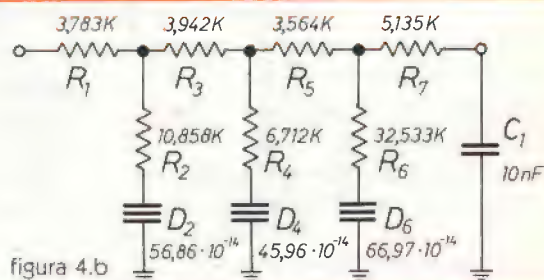 3,783K 3,942K 3,564K 5,135K
R1 R3 R5 R7
10,858K 6,712K 32,533K C1
R2 R4 R6 10nF
D2 D4 D6
56,86·10^-14 45,96·10^-14 66,97·10^-14
figura 4.b